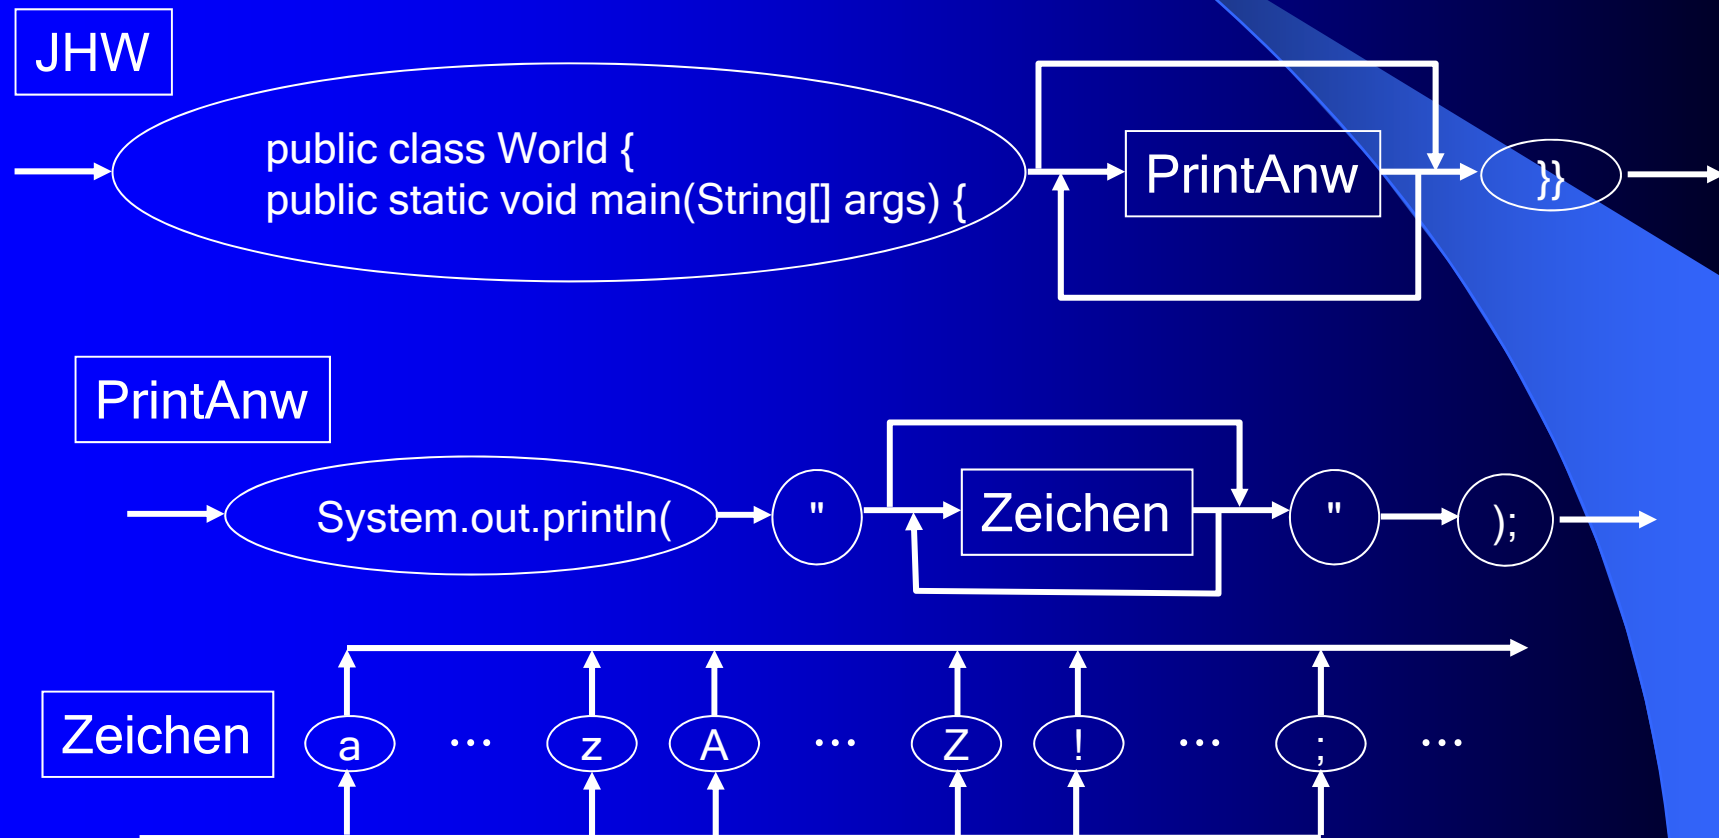 JHW
public class World {
public static void main(String[] args) {
PrintAnw
}}
PrintAnw
System.out.println(
"
Zeichen
"
);
Zeichen
a ... z A ... Z ! ... ; ...